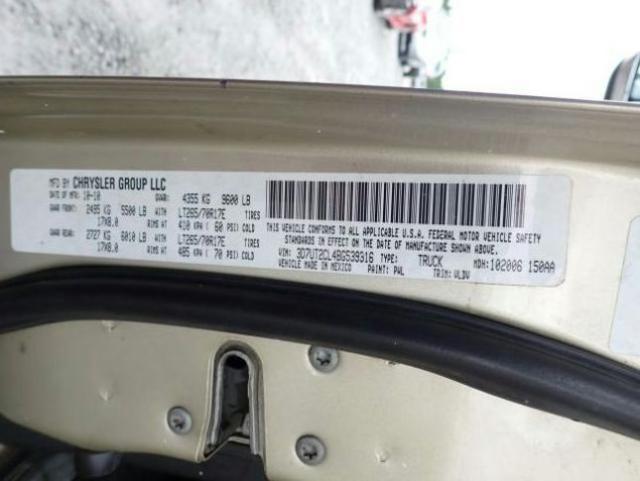 MFD BY CHRYSLER GROUP LLC
DATE OF MFR 10-10 GVWR: 4355 KG 9600 LB
GAWR FRONT 2495 KG 5500 LB LT265/70R17E TIRES
17X8.0 RIMS AT 410 KPA ( 60 PSI) COLD
GAWR REAR 2727 KG 6010 LB LT265/70R17E TIRES
17X8.0 RIMS AT 485 KPA ( 70 PSI) COLD
THIS VEHICLE CONFORMS TO ALL APPLICABLE U.S.A. FEDERAL MOTOR VEHICLE SAFETY
STANDARDS IN EFFECT ON THE DATE OF MANUFACTURE SHOWN ABOVE
VIN: 3D7UT2CL4BG539316 TYPE: TRUCK MDH: 102006 150AA
MADE IN MEXICO PAINT: PWL TRIM: VLDV